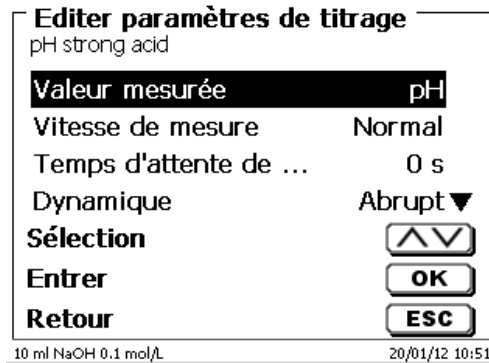 Editer paramètres de titrage
pH strong acid
Valeur mesurée pH
Vitesse de mesure Normal
Temps d'attente de ... 0 s
Dynamique Abrupt▼
Sélection
Entrer OK
Retour ESC
10 ml NaOH 0.1 mol/L 20/01/12 10:51